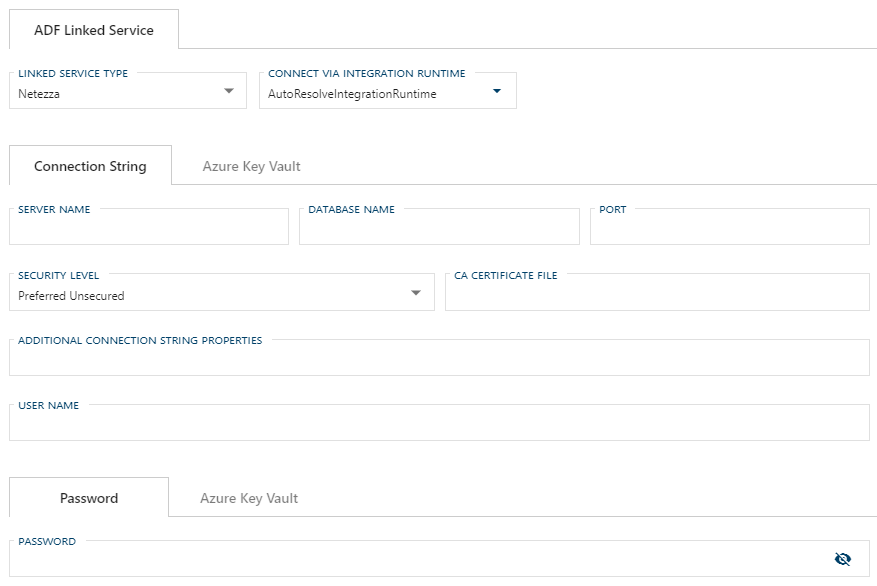 ADF Linked Service
LINKED SERVICE TYPE
Netezza
CONNECT VIA INTEGRATION RUNTIME
AutoResolveIntegrationRuntime
Connection String
Azure Key Vault
SERVER NAME
DATABASE NAME
PORT
SECURITY LEVEL
Preferred Unsecured
CA CERTIFICATE FILE
ADDITIONAL CONNECTION STRING PROPERTIES
USER NAME
Password
Azure Key Vault
PASSWORD